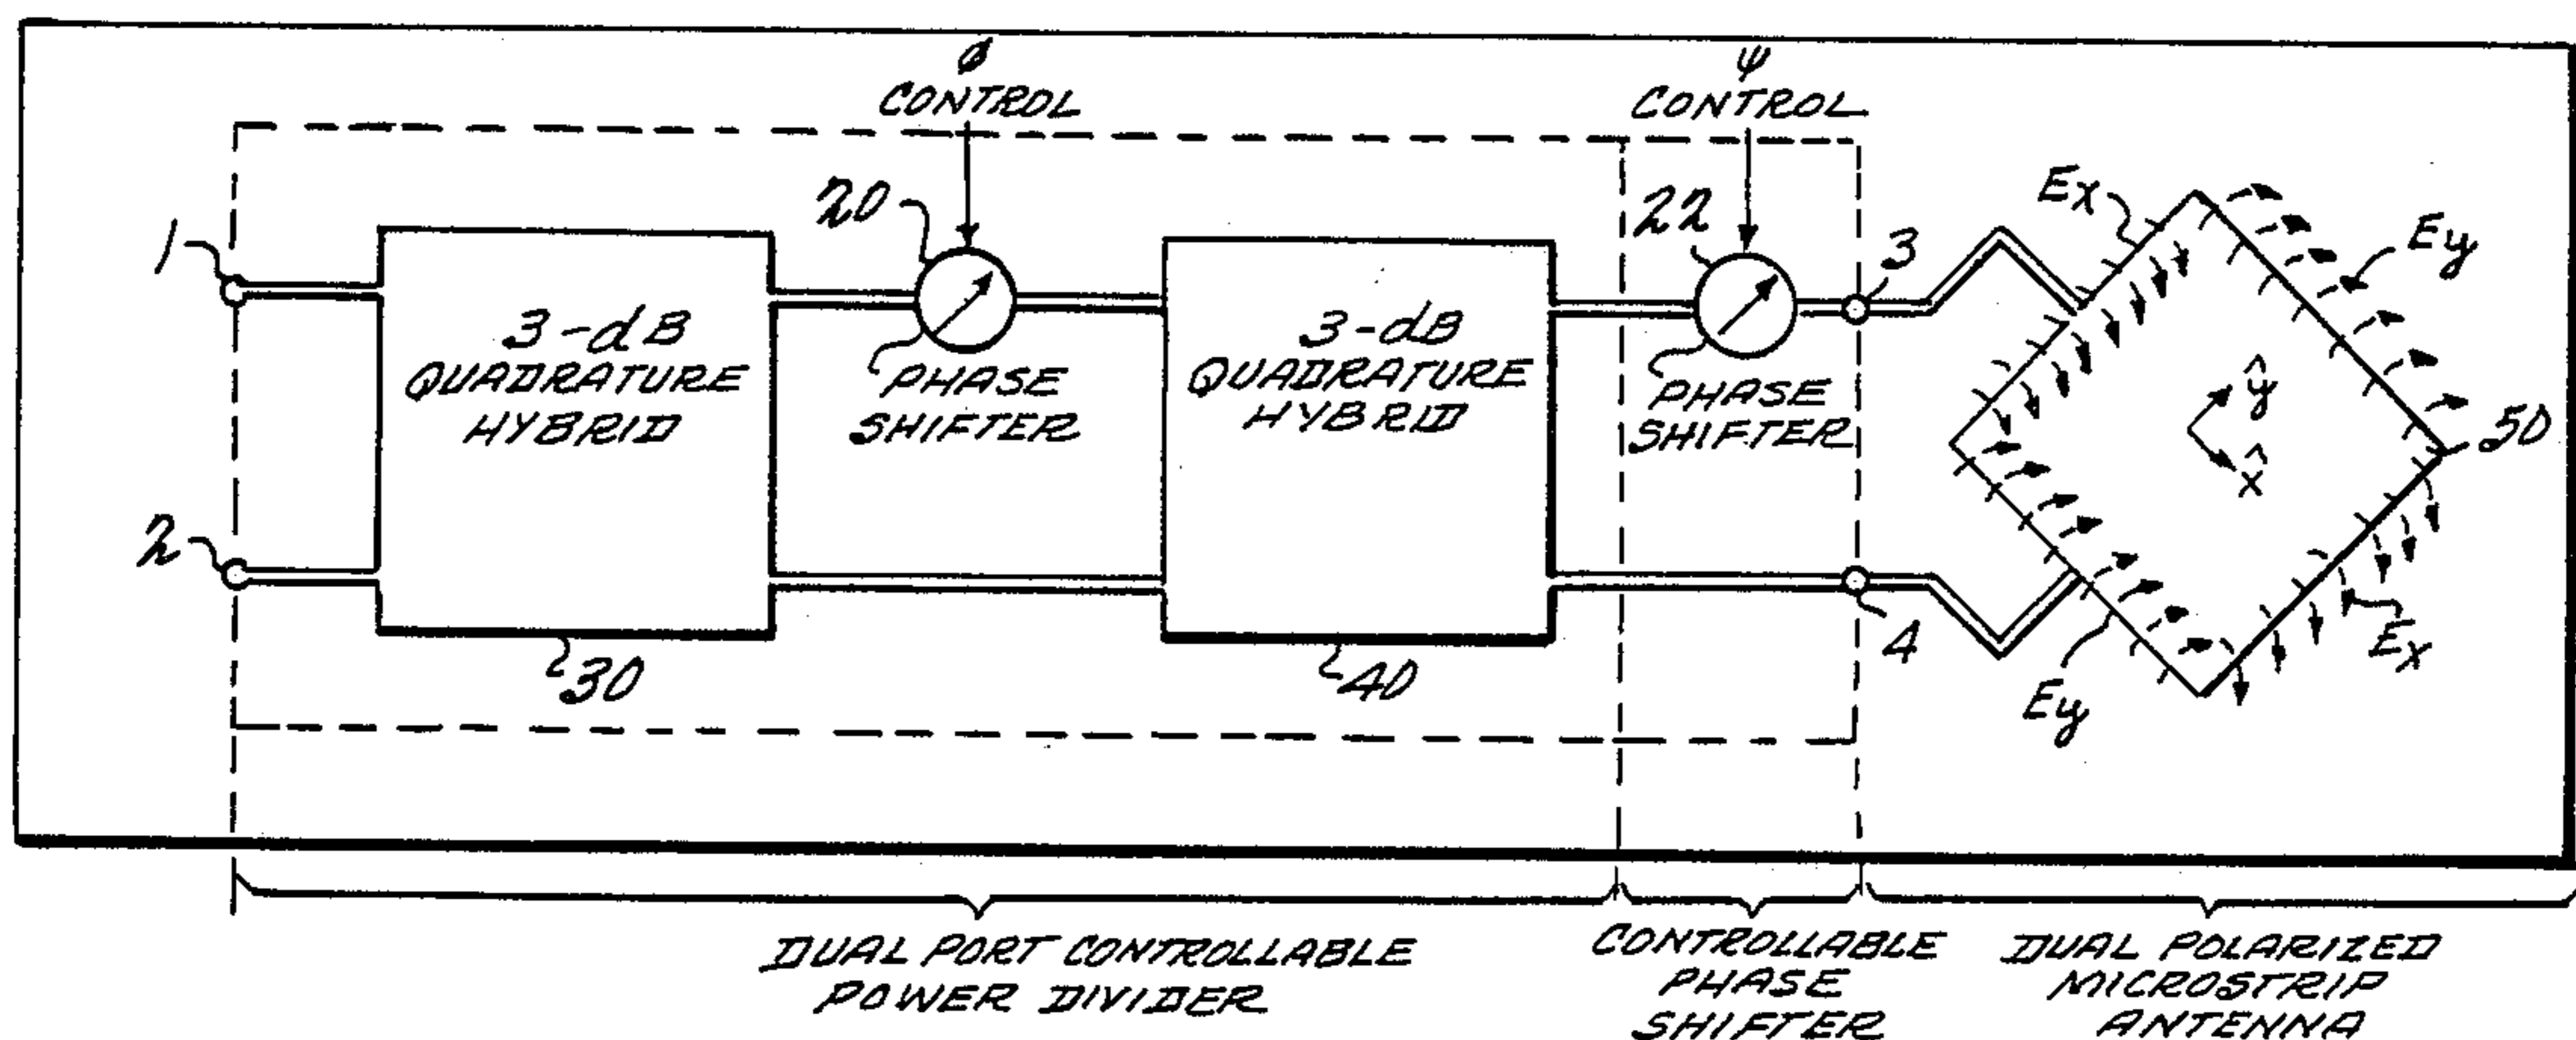 ϕ
CONTROL
ψ
CONTROL
20
22
1
3
Ex
Ey
3-dB
QUADRATURE
HYBRID
PHASE
SHIFTER
3-dB
QUADRATURE
HYBRID
PHASE
SHIFTER
ŷ
x̂
50
2
4
30
40
Ey
Ex
DUAL PORT CONTROLLABLE
POWER DIVIDER
CONTROLLABLE
PHASE
SHIFTER
DUAL POLARIZED
MICROSTRIP
ANTENNA